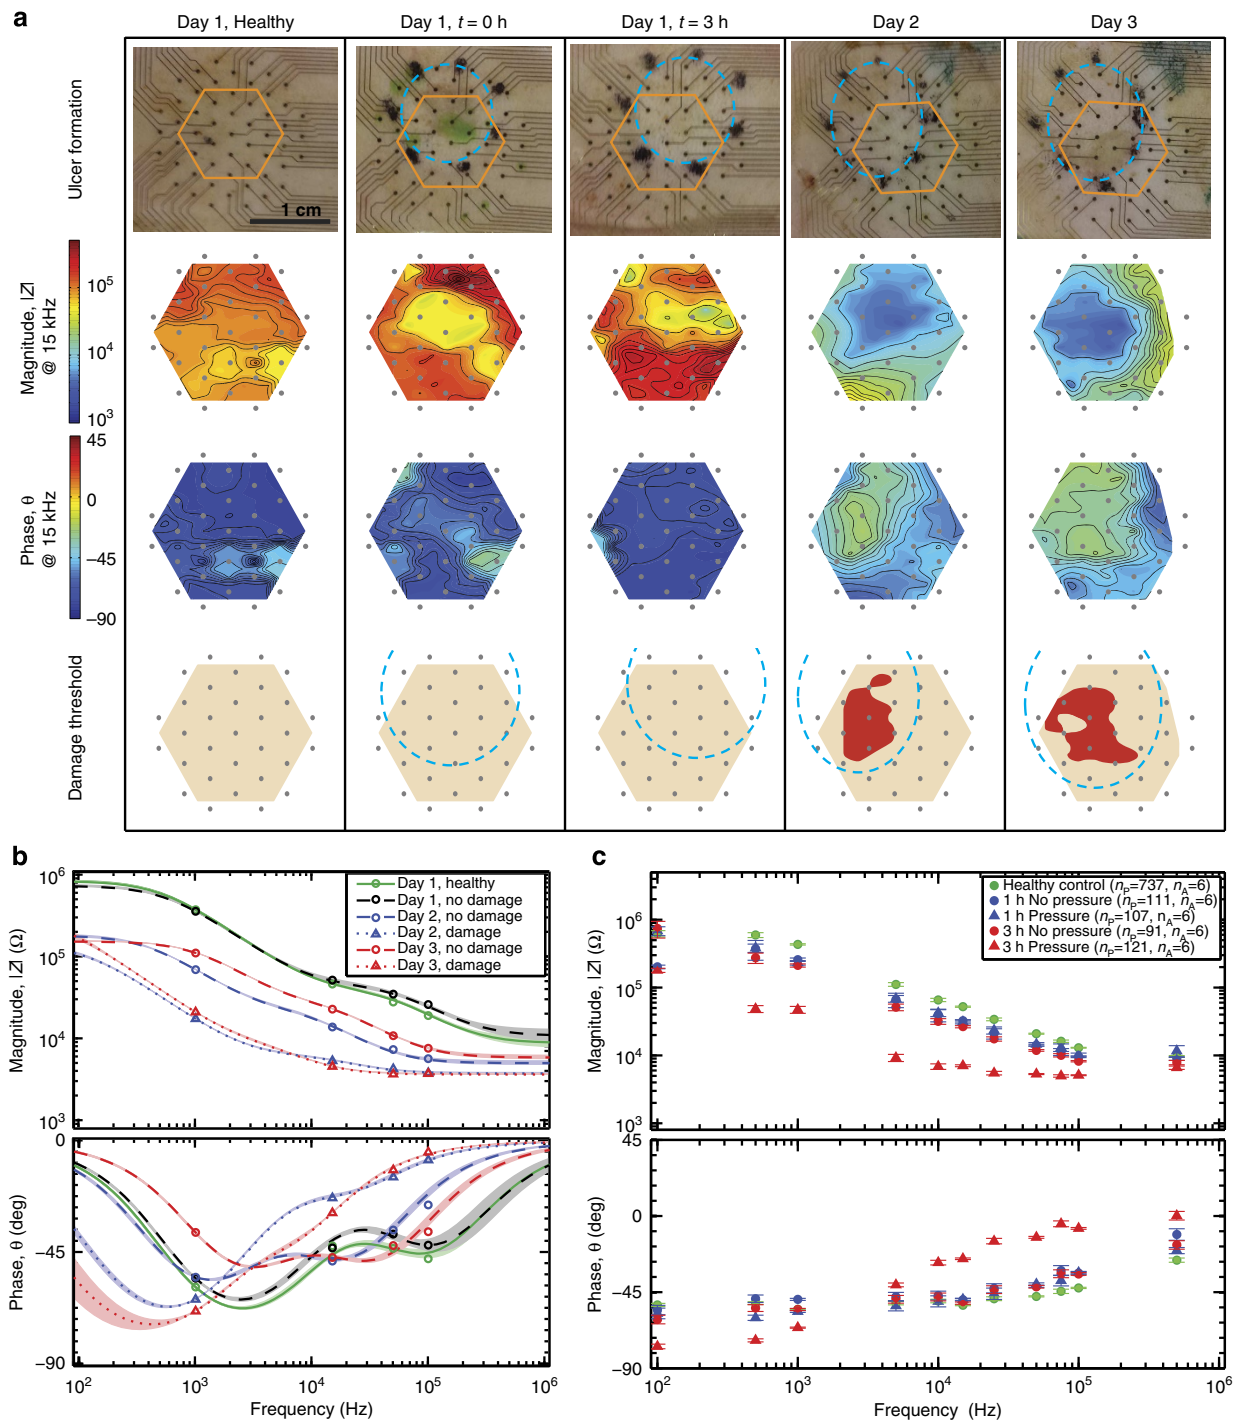 a
Day 1, Healthy
Day 1, t = 0 h
Day 1, t = 3 h
Day 2
Day 3
Ulcer formation
1 cm
Magnitude, |Z|
@ 15 kHz
10^5
10^4
10^3
Phase, θ
@ 15 kHz
45
0
−45
−90
Damage threshold
b
Magnitude, |Z| (Ω)
10^6
10^5
10^4
10^3
Day 1, healthy
Day 1, no damage
Day 2, no damage
Day 2, damage
Day 3, no damage
Day 3, damage
Phase, θ (deg)
0
−45
−90
10^2
10^3
10^4
10^5
10^6
Frequency (Hz)
c
Magnitude, |Z| (Ω)
10^6
10^5
10^4
10^3
Healthy control (n_P=737, n_A=6)
1 h No pressure (n_P=111, n_A=6)
1 h Pressure (n_P=107, n_A=6)
3 h No pressure (n_P=91, n_A=6)
3 h Pressure (n_P=121, n_A=6)
Phase, θ (deg)
45
0
−45
−90
10^2
10^3
10^4
10^5
10^6
Frequency (Hz)